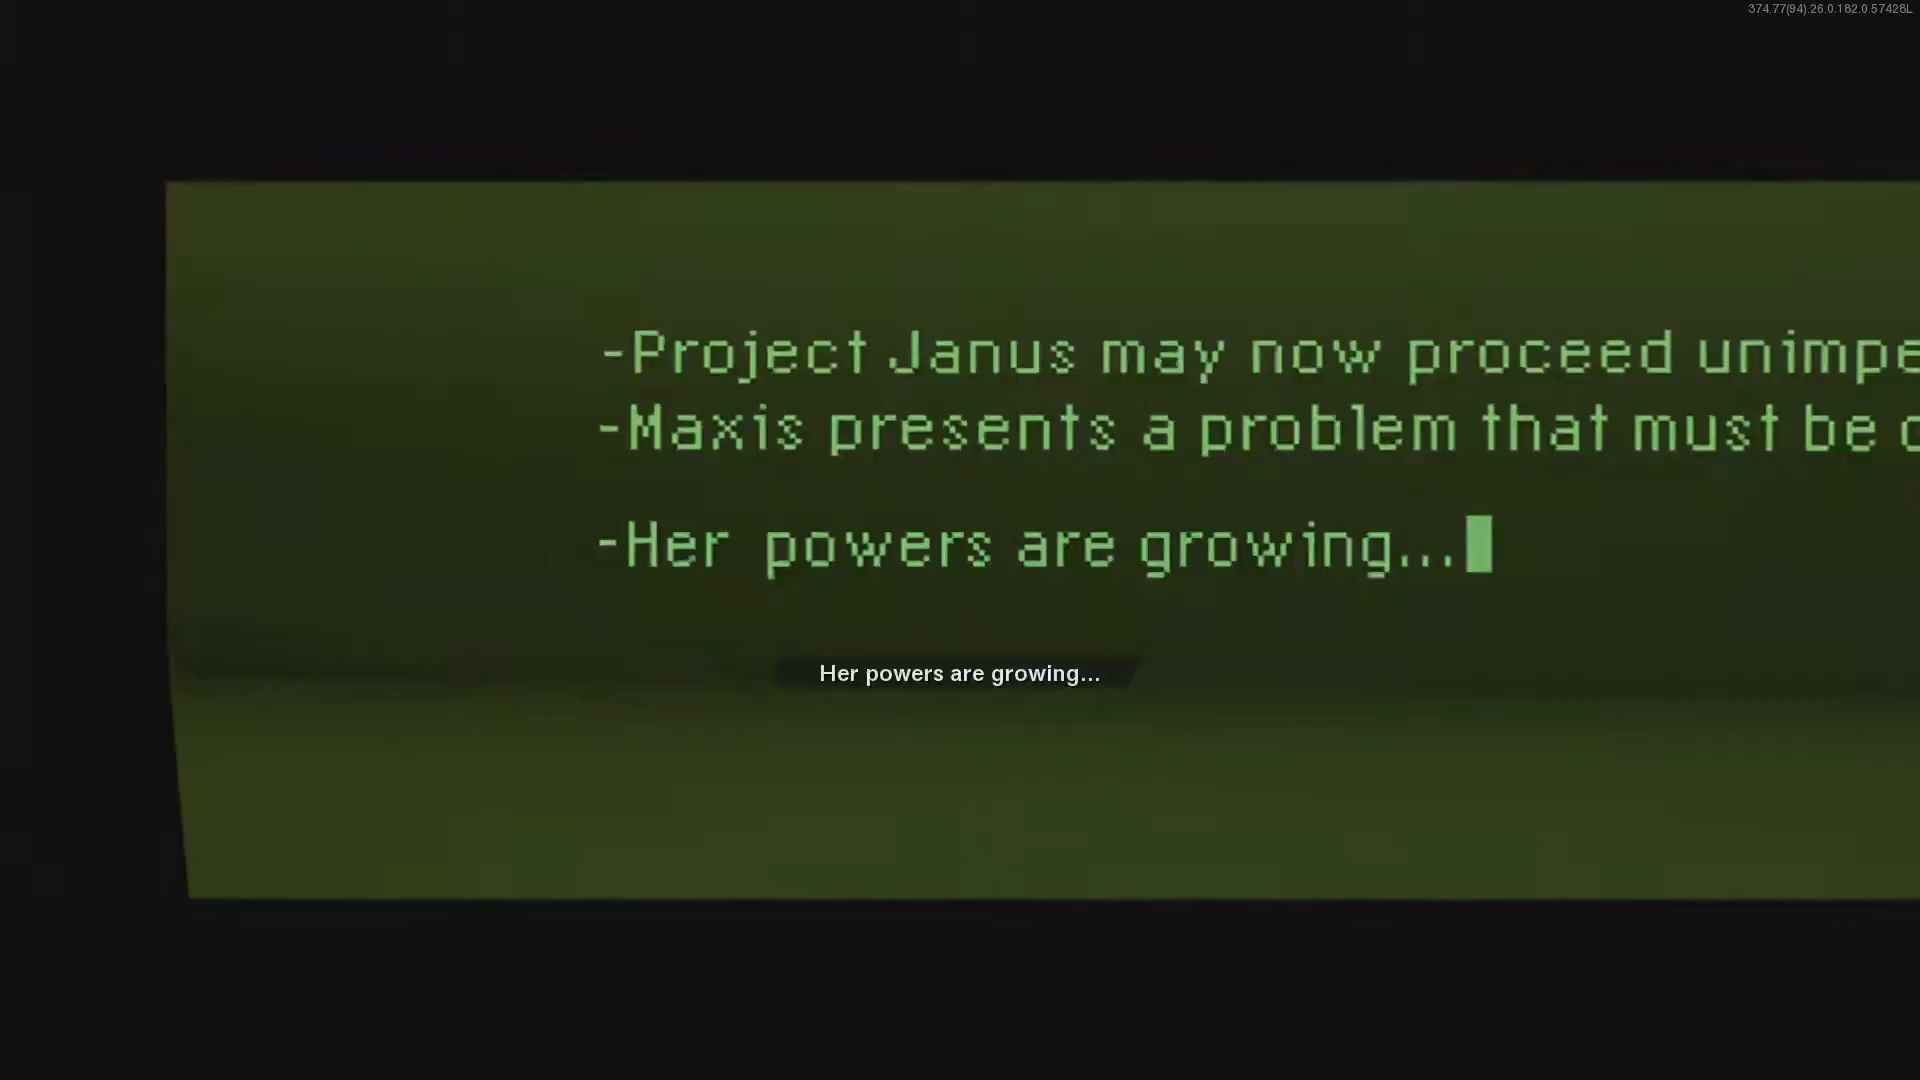 374.77(94).26.0.182.0.57428L
-Project Janus may now proceed unimpe
-Maxis presents a problem that must be
-Her powers are growing...
Her powers are growing...